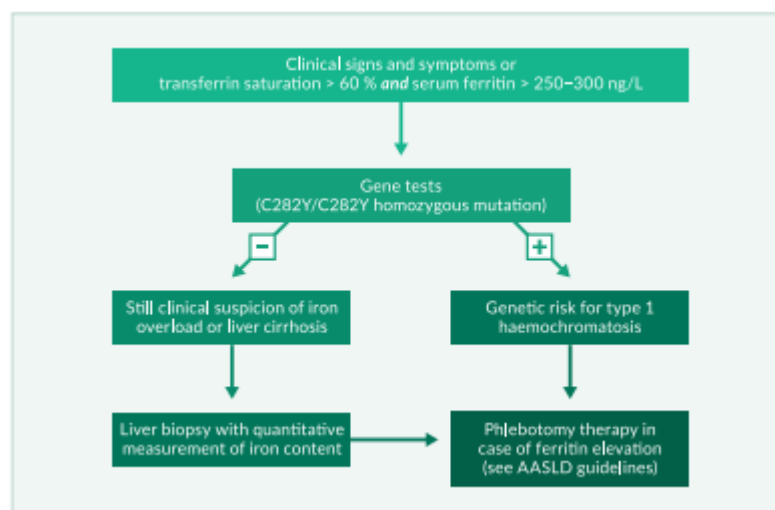 Clinical signs and symptoms or
transferrin saturation > 60 % and serum ferritin > 250–300 ng/L
Gene tests
(C282Y/C282Y homozygous mutation)
−
+
Still clinical suspicion of iron
overload or liver cirrhosis
Genetic risk for type 1
haemochromatosis
Liver biopsy with quantitative
measurement of iron content
Phlebotomy therapy in
case of ferritin elevation
(see AASLD guidelines)